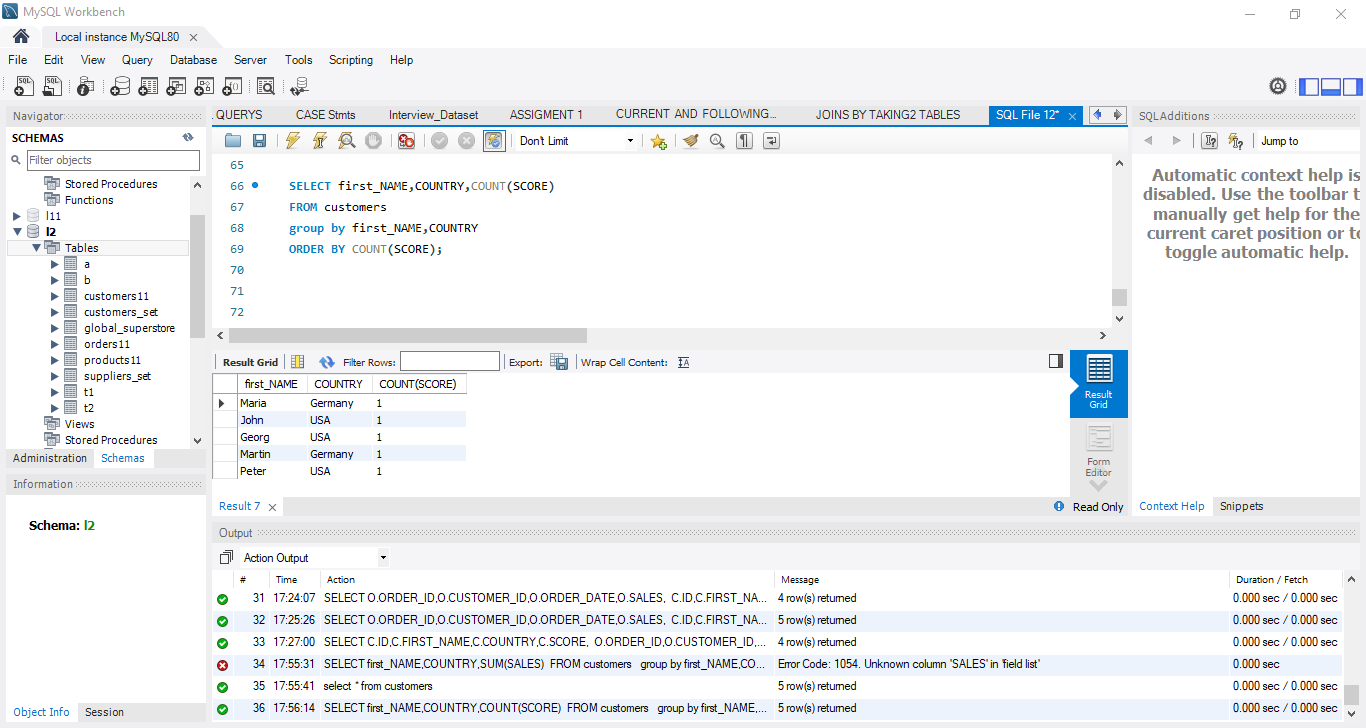 MySQL Workbench
Local instance MySQL80
File Edit View Query Database Server Tools Scripting Help
Navigator
SCHEMAS
Filter objects
Stored Procedures
Functions
l11
l2
Tables
a
b
customers11
customers_set
global_superstore
orders11
products11
suppliers_set
t1
t2
Views
Stored Procedures
Administration Schemas
Information
Schema: l2
Object Info Session
QUERYS CASE Stmts Interview_Dataset ASSIGMENT 1 CURRENT AND FOLLOWING... JOINS BY TAKING2 TABLES SQL File 12*
Don't Limit
65
66 SELECT first_NAME,COUNTRY,COUNT(SCORE)
67 FROM customers
68 group by first_NAME,COUNTRY
69 ORDER BY COUNT(SCORE);
70
71
72
Result Grid Filter Rows: Export: Wrap Cell Content:
first_NAME COUNTRY COUNT(SCORE)
Maria Germany 1
John USA 1
Georg USA 1
Martin Germany 1
Peter USA 1
Result Grid
Form Editor
Result 7 Read Only
Output
Action Output
# Time Action Message Duration / Fetch
31 17:24:07 SELECT O.ORDER_ID,O.CUSTOMER_ID,O.ORDER_DATE,O.SALES, C.ID,C.FIRST_NA... 4 row(s) returned 0.000 sec / 0.000 sec
32 17:25:26 SELECT O.ORDER_ID,O.CUSTOMER_ID,O.ORDER_DATE,O.SALES, C.ID,C.FIRST_NA... 5 row(s) returned 0.000 sec / 0.000 sec
33 17:27:00 SELECT C.ID,C.FIRST_NAME,C.COUNTRY,C.SCORE, O.ORDER_ID,O.CUSTOMER_ID,... 4 row(s) returned 0.000 sec / 0.000 sec
34 17:55:31 SELECT first_NAME,COUNTRY,SUM(SALES) FROM customers group by first_NAME,CO... Error Code: 1054. Unknown column 'SALES' in 'field list' 0.000 sec
35 17:55:41 select * from customers 5 row(s) returned 0.000 sec / 0.000 sec
36 17:56:14 SELECT first_NAME,COUNTRY,COUNT(SCORE) FROM customers group by first_NAME,... 5 row(s) returned 0.000 sec / 0.000 sec
SQLAdditions
Jump to
Automatic context help is
disabled. Use the toolbar t
manually get help for the
current caret position or to
toggle automatic help.
Context Help Snippets